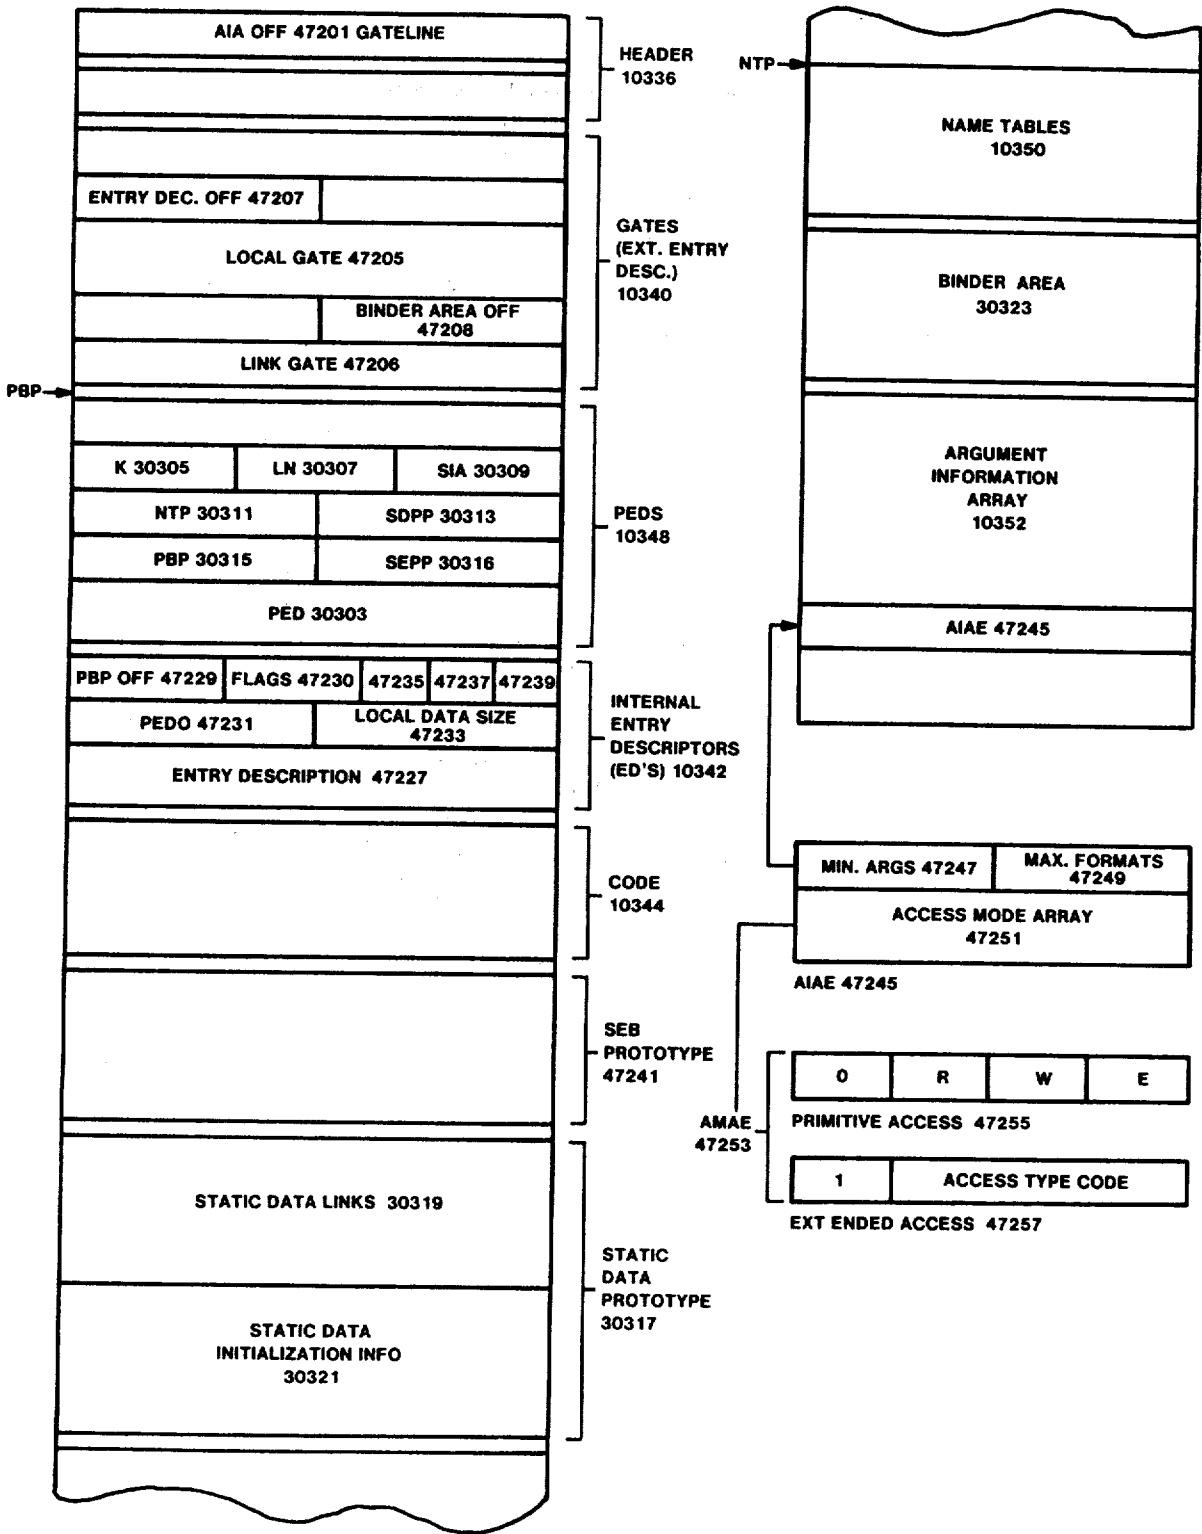 AIA OFF 47201 GATELINE
HEADER
10336
ENTRY DEC. OFF 47207
LOCAL GATE 47205
BINDER AREA OFF
47208
LINK GATE 47206
GATES
(EXT. ENTRY
DESC.)
10340
PBP
K 30305
LN 30307
SIA 30309
NTP 30311
SDPP 30313
PBP 30315
SEPP 30316
PED 30303
PEDS
10348
PBP OFF 47229
FLAGS 47230
47235
47237
47239
PEDO 47231
LOCAL DATA SIZE
47233
ENTRY DESCRIPTION 47227
INTERNAL
ENTRY
DESCRIPTORS
(ED'S) 10342
CODE
10344
SEB
PROTOTYPE
47241
STATIC DATA LINKS 30319
STATIC DATA
INITIALIZATION INFO
30321
STATIC
DATA
PROTOTYPE
30317
NTP
NAME TABLES
10350
BINDER AREA
30323
ARGUMENT
INFORMATION
ARRAY
10352
AIAE 47245
MIN. ARGS 47247
MAX. FORMATS
47249
ACCESS MODE ARRAY
47251
AIAE 47245
AMAE
47253
0
R
W
E
PRIMITIVE ACCESS 47255
1
ACCESS TYPE CODE
EXT ENDED ACCESS 47257